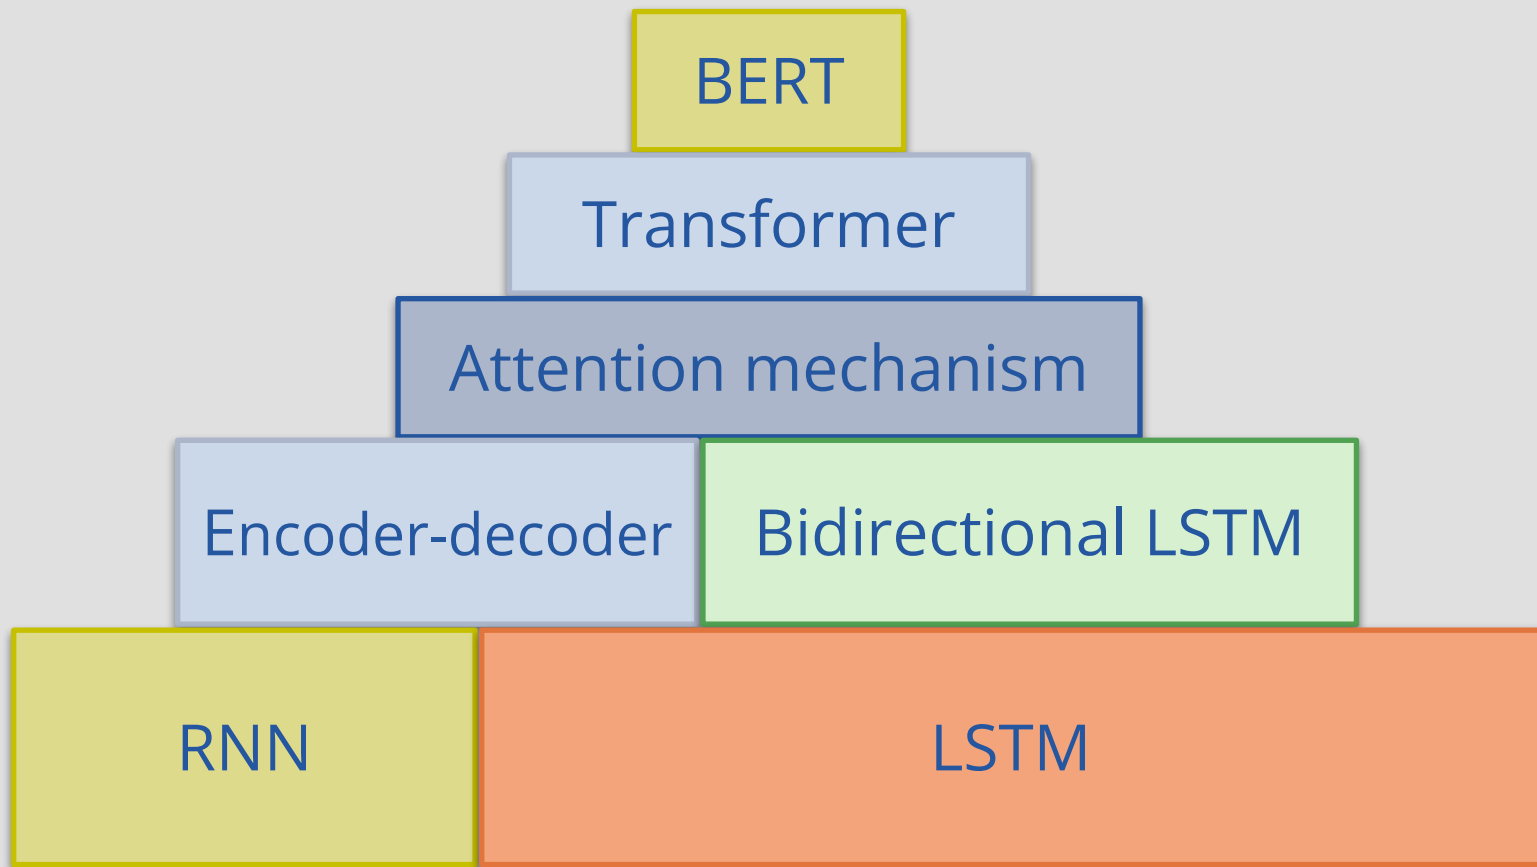 BERT
Transformer
Attention mechanism
Encoder-decoder
Bidirectional LSTM
RNN
LSTM